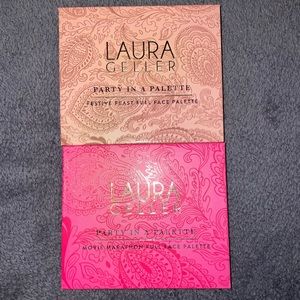 LAURA
GELLER
PARTY IN A PALETTE
FESTIVE FEAST FULL FACE PALETTE
LAURA
GELLER
PARTY IN A PALETTE
MOVIE MARATHON FULL FACE PALETTE